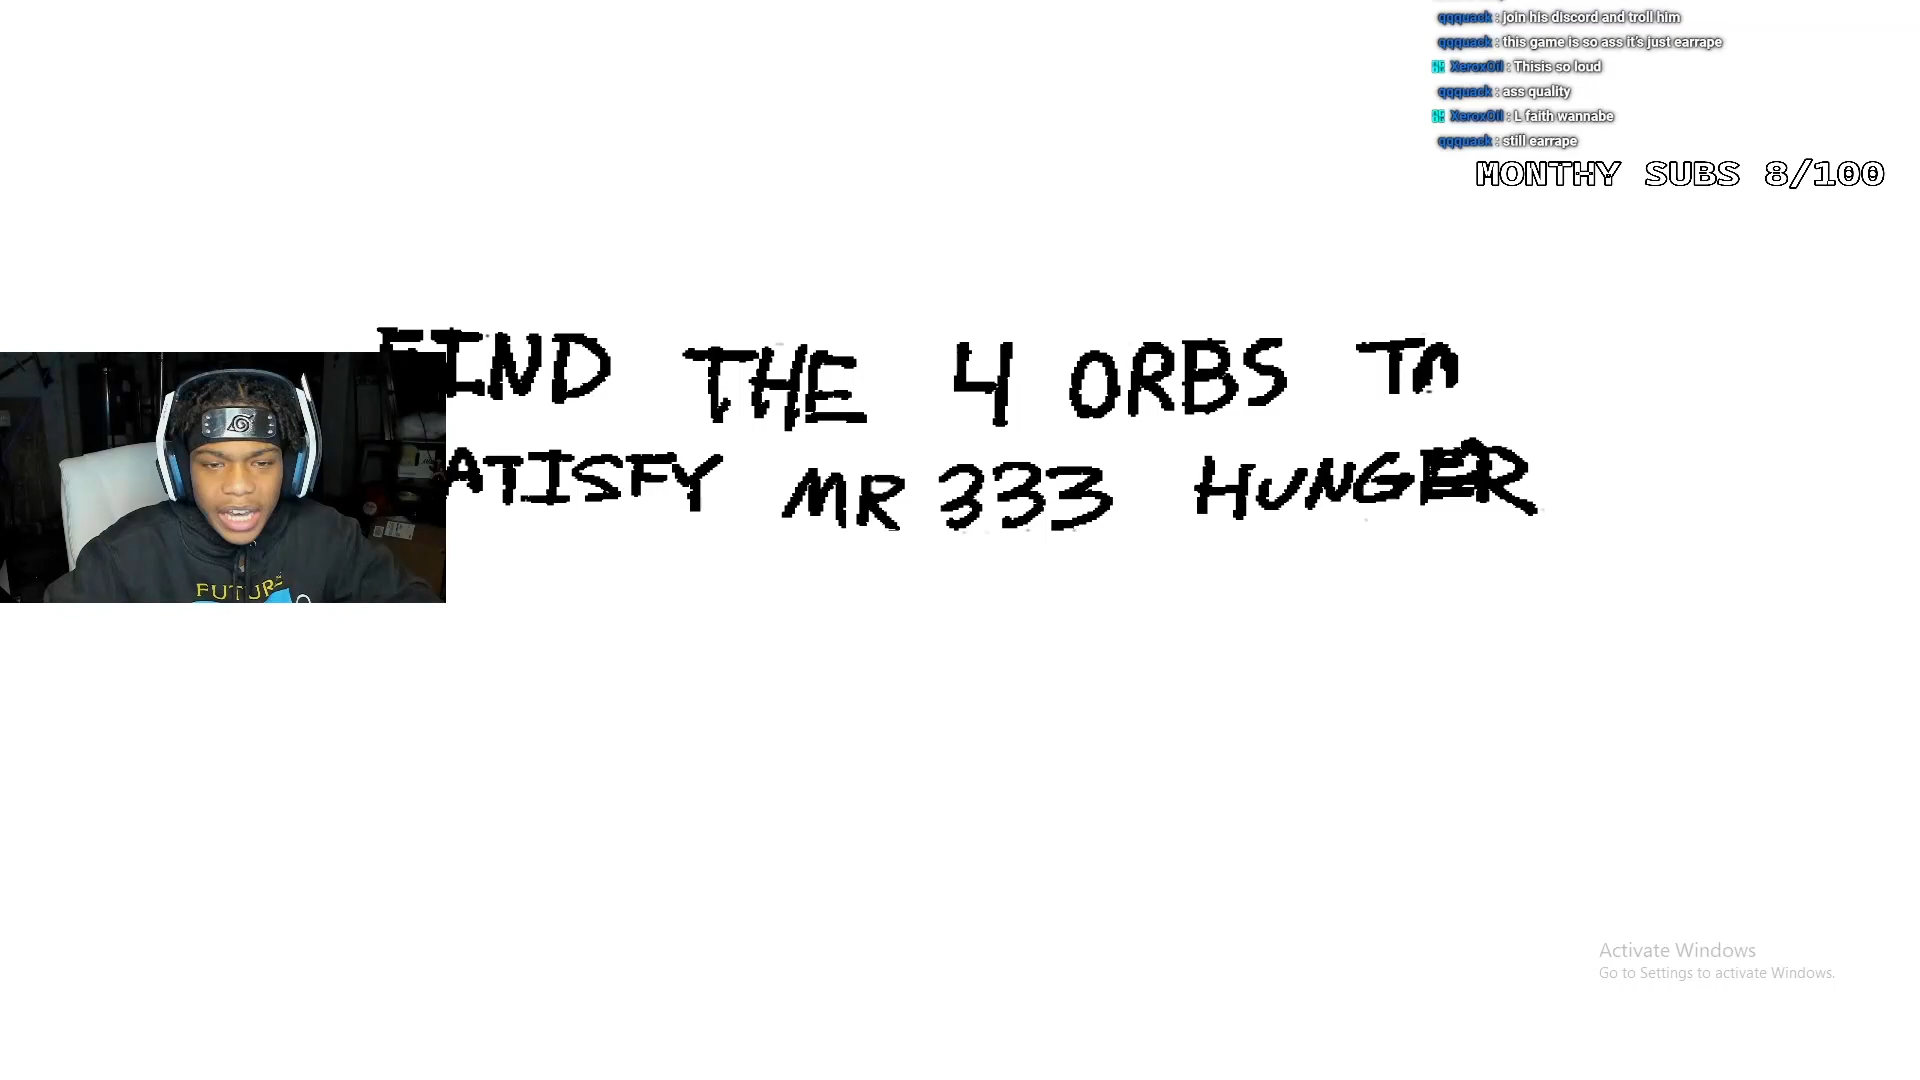 qqquack : join his discord and troll him
qqquack : this game is so ass it's just earrape
XeroxOil : Thisis so loud
qqquack : ass quality
XeroxOil : L faith wannabe
qqquack : still earrape
MONTHY SUBS 8/100
FIND THE 4 ORBS TO
ATISFY MR 333 HUNGER
FUTURE
Activate Windows
Go to Settings to activate Windows.